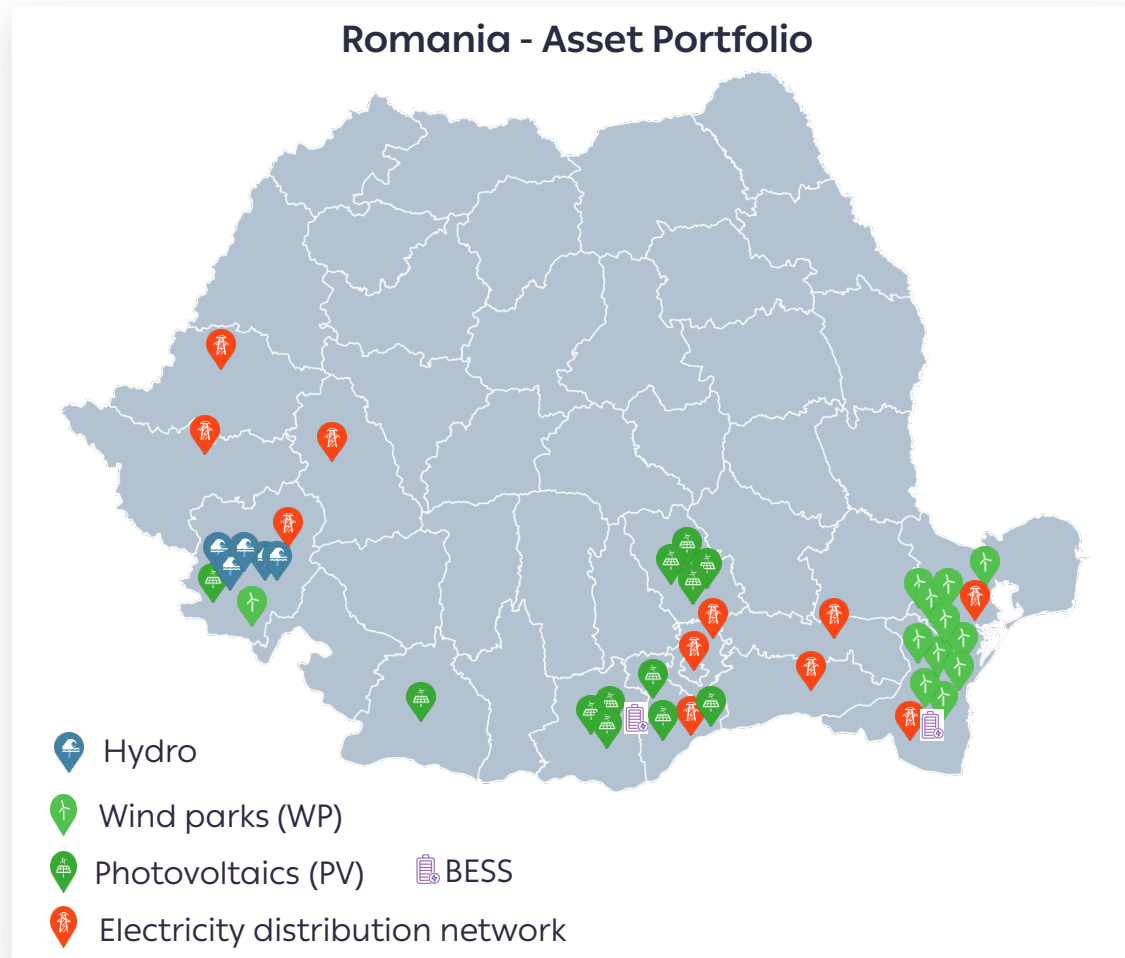 Romania - Asset Portfolio
Hydro
Wind parks (WP)
Photovoltaics (PV)
BESS
Electricity distribution network